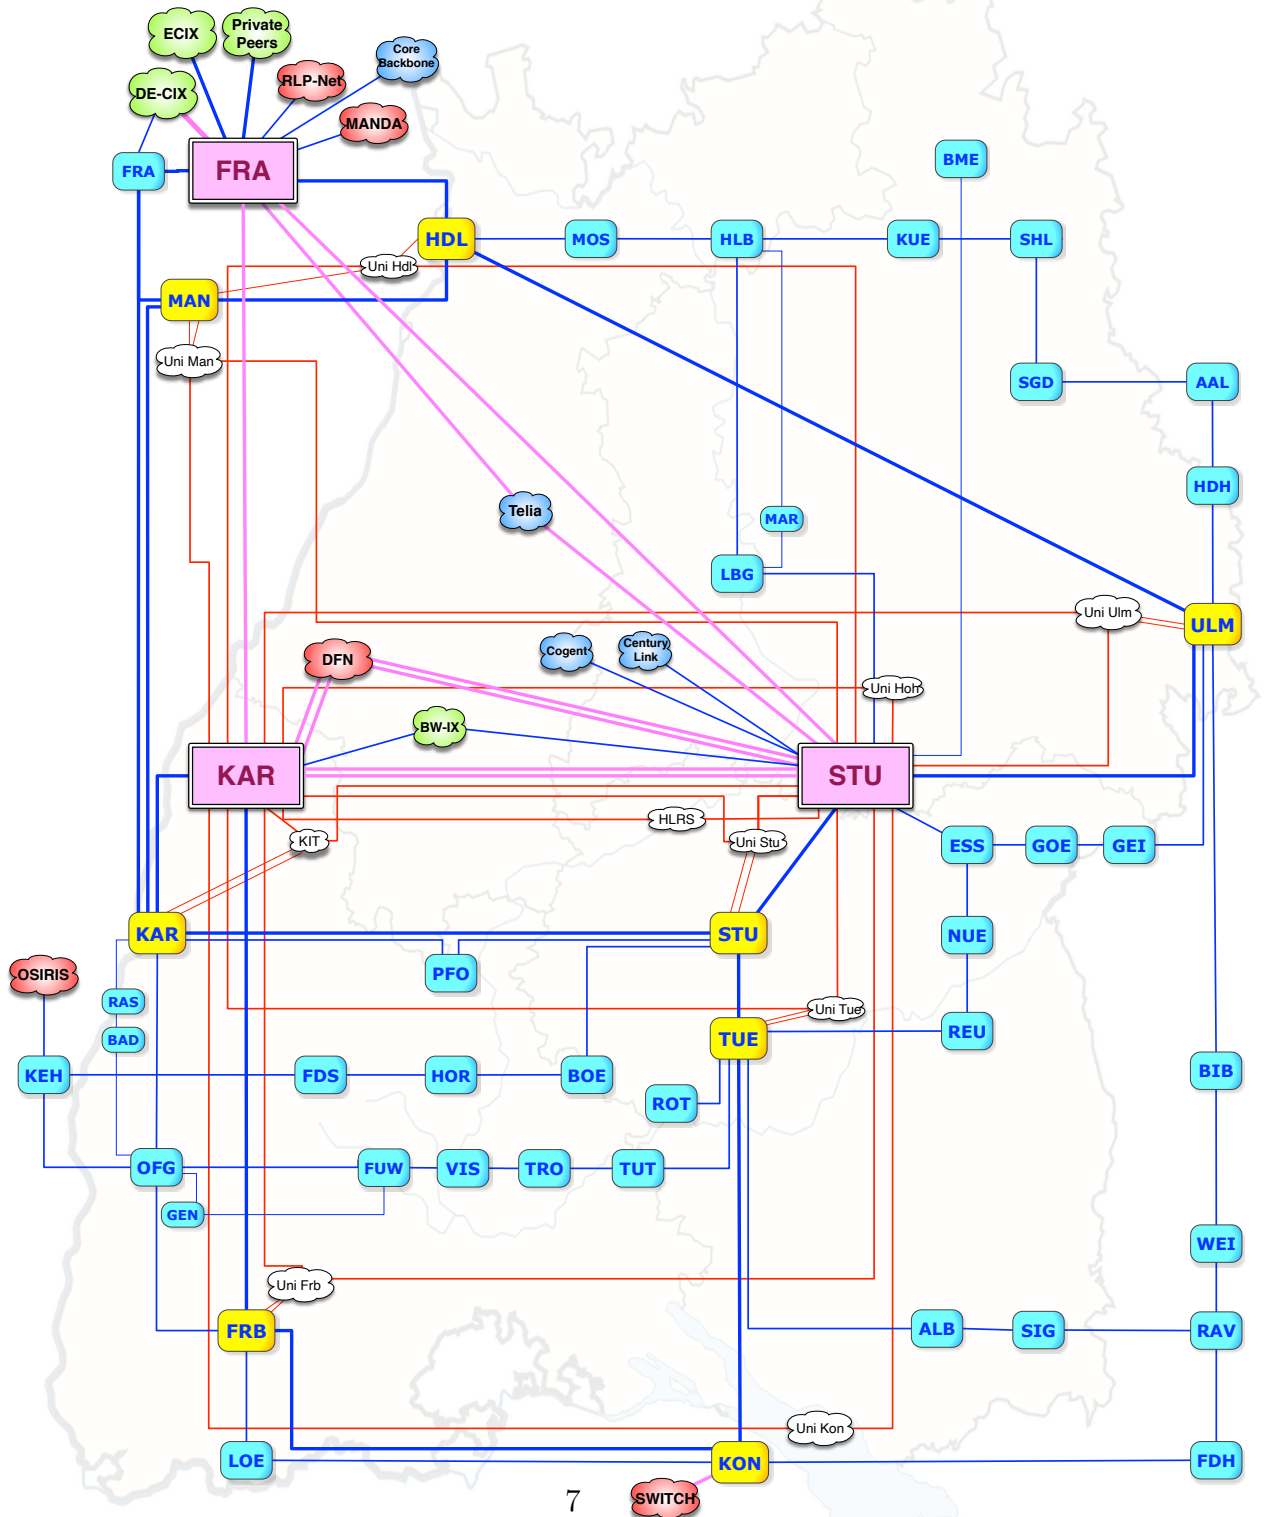 ECIX
Private
Peers
Core
Backbone
RLP-Net
DE-CIX
MANDA
FRA
FRA
BME
HDL
MOS
HLB
KUE
SHL
Uni Hdl
MAN
Uni Man
SGD
AAL
HDH
Telia
MAR
LBG
Uni Ulm
ULM
DFN
Cogent
Century
Link
Uni Hoh
BW-IX
KAR
STU
HLRS
KIT
Uni Stu
ESS
GOE
GEI
KAR
STU
NUE
OSIRIS
PFO
RAS
Uni Tue
BAD
TUE
REU
KEH
FDS
HOR
BOE
BIB
ROT
OFG
FUW
VIS
TRO
TUT
GEN
WEI
Uni Frb
FRB
ALB
SIG
RAV
Uni Kon
LOE
KON
FDH
SWITCH
7